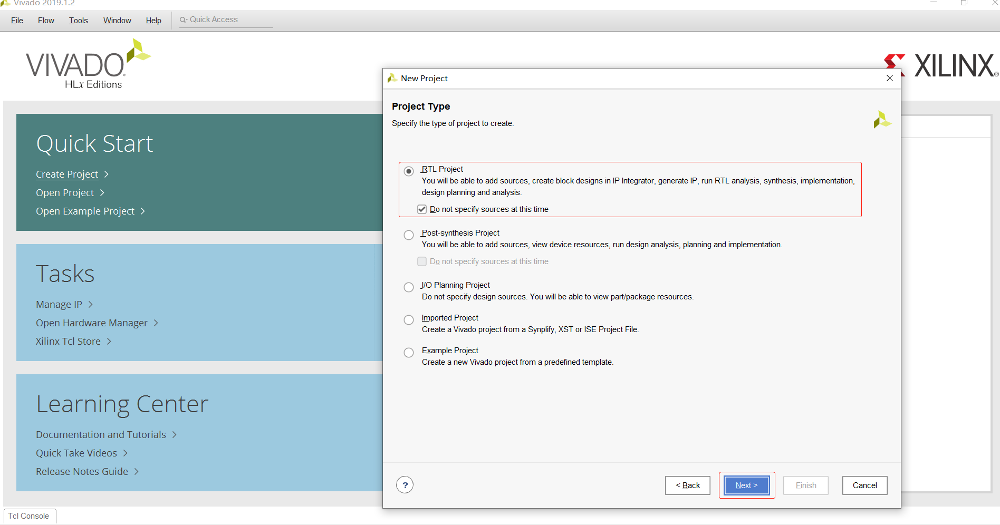 Vivado 2019.1.2
File Flow Tools Window Help Quick Access
VIVADO
HLx Editions
XILINX®
Quick Start
Create Project >
Open Project >
Open Example Project >
Tasks
Manage IP >
Open Hardware Manager >
Xilinx Tcl Store >
Learning Center
Documentation and Tutorials >
Quick Take Videos >
Release Notes Guide >
Tcl Console
New Project
Project Type
Specify the type of project to create.
RTL Project
You will be able to add sources, create block designs in IP Integrator, generate IP, run RTL analysis, synthesis, implementation,
design planning and analysis.
Do not specify sources at this time
Post-synthesis Project
You will be able to add sources, view device resources, run design analysis, planning and implementation.
Do not specify sources at this time
I/O Planning Project
Do not specify design sources. You will be able to view part/package resources.
Imported Project
Create a Vivado project from a Synplify, XST or ISE Project File.
Example Project
Create a new Vivado project from a predefined template.
? < Back Next > Finish Cancel